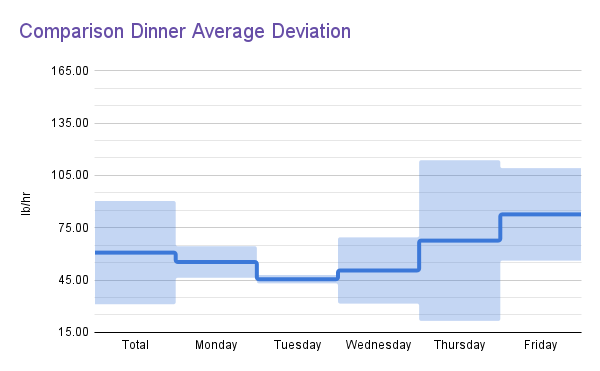 Comparison Dinner Average Deviation
165.00
135.00
105.00
75.00
45.00
15.00
lb/hr
Total Monday Tuesday Wednesday Thursday Friday